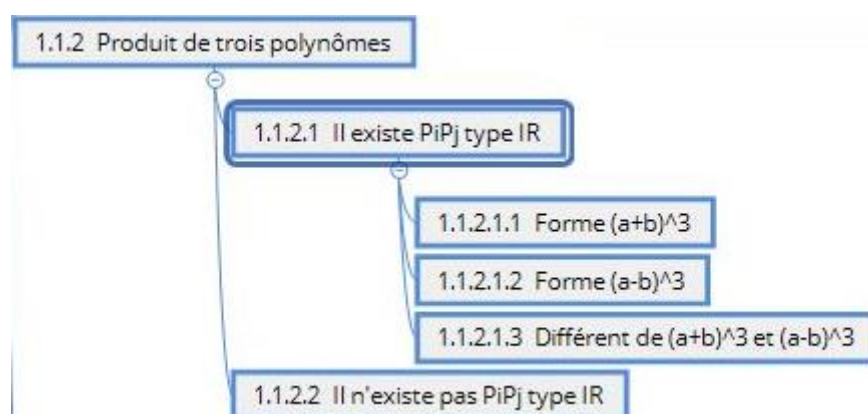 1.1.2 Produit de trois polynômes
1.1.2.1 Il existe PiPj type IR
1.1.2.1.1 Forme (a+b)^3
1.1.2.1.2 Forme (a-b)^3
1.1.2.1.3 Différent de (a+b)^3 et (a-b)^3
1.1.2.2 Il n'existe pas PiPj type IR